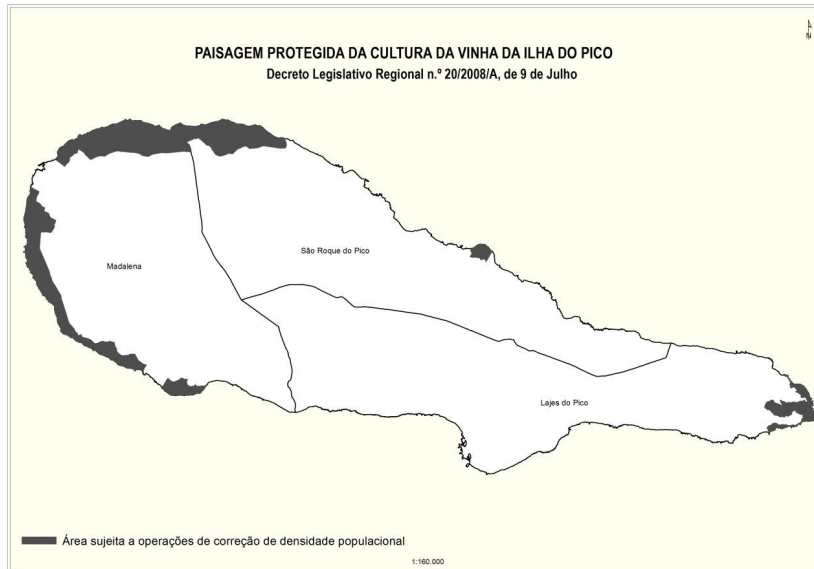 PAISAGEM PROTEGIDA DA CULTURA DA VINHA DA ILHA DO PICO
Decreto Legislativo Regional n.º 20/2008/A, de 9 de Julho
N
São Roque do Pico
Madalena
Lajes do Pico
Área sujeita a operações de correção de densidade populacional
1:160.000